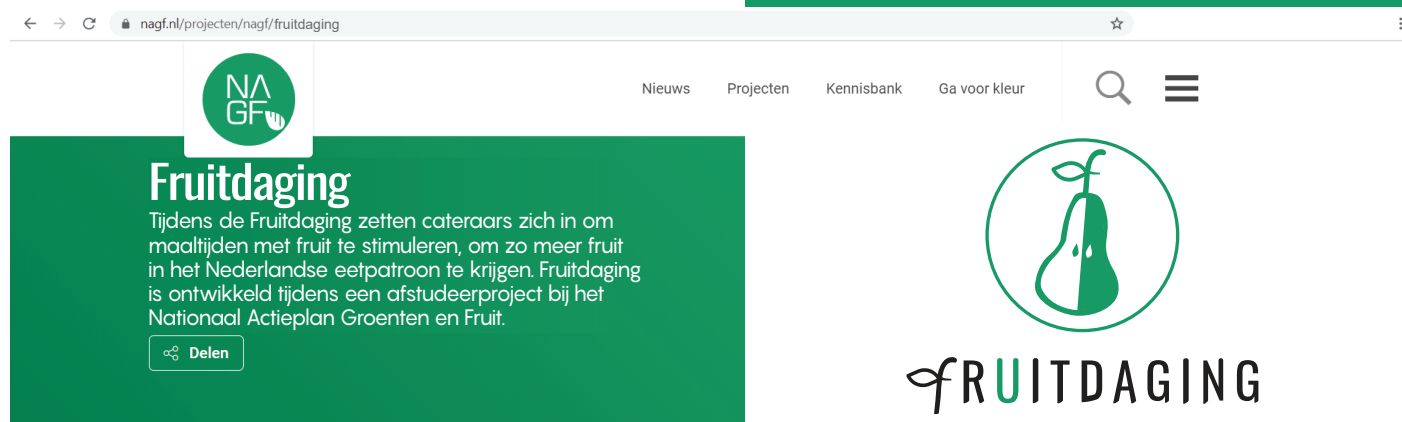 nagf.nl/projecten/nagf/fruitdaging
NA
GF
Nieuws Projecten Kennisbank Ga voor kleur
Fruitdaging
Tijdens de Fruitdaging zetten cateraars zich in om
maaltijden met fruit te stimuleren, om zo meer fruit
in het Nederlandse eetpatroon te krijgen. Fruitdaging
is ontwikkeld tijdens een afstudeerproject bij het
Nationaal Actieplan Groenten en Fruit.
Delen
fRUITDAGING